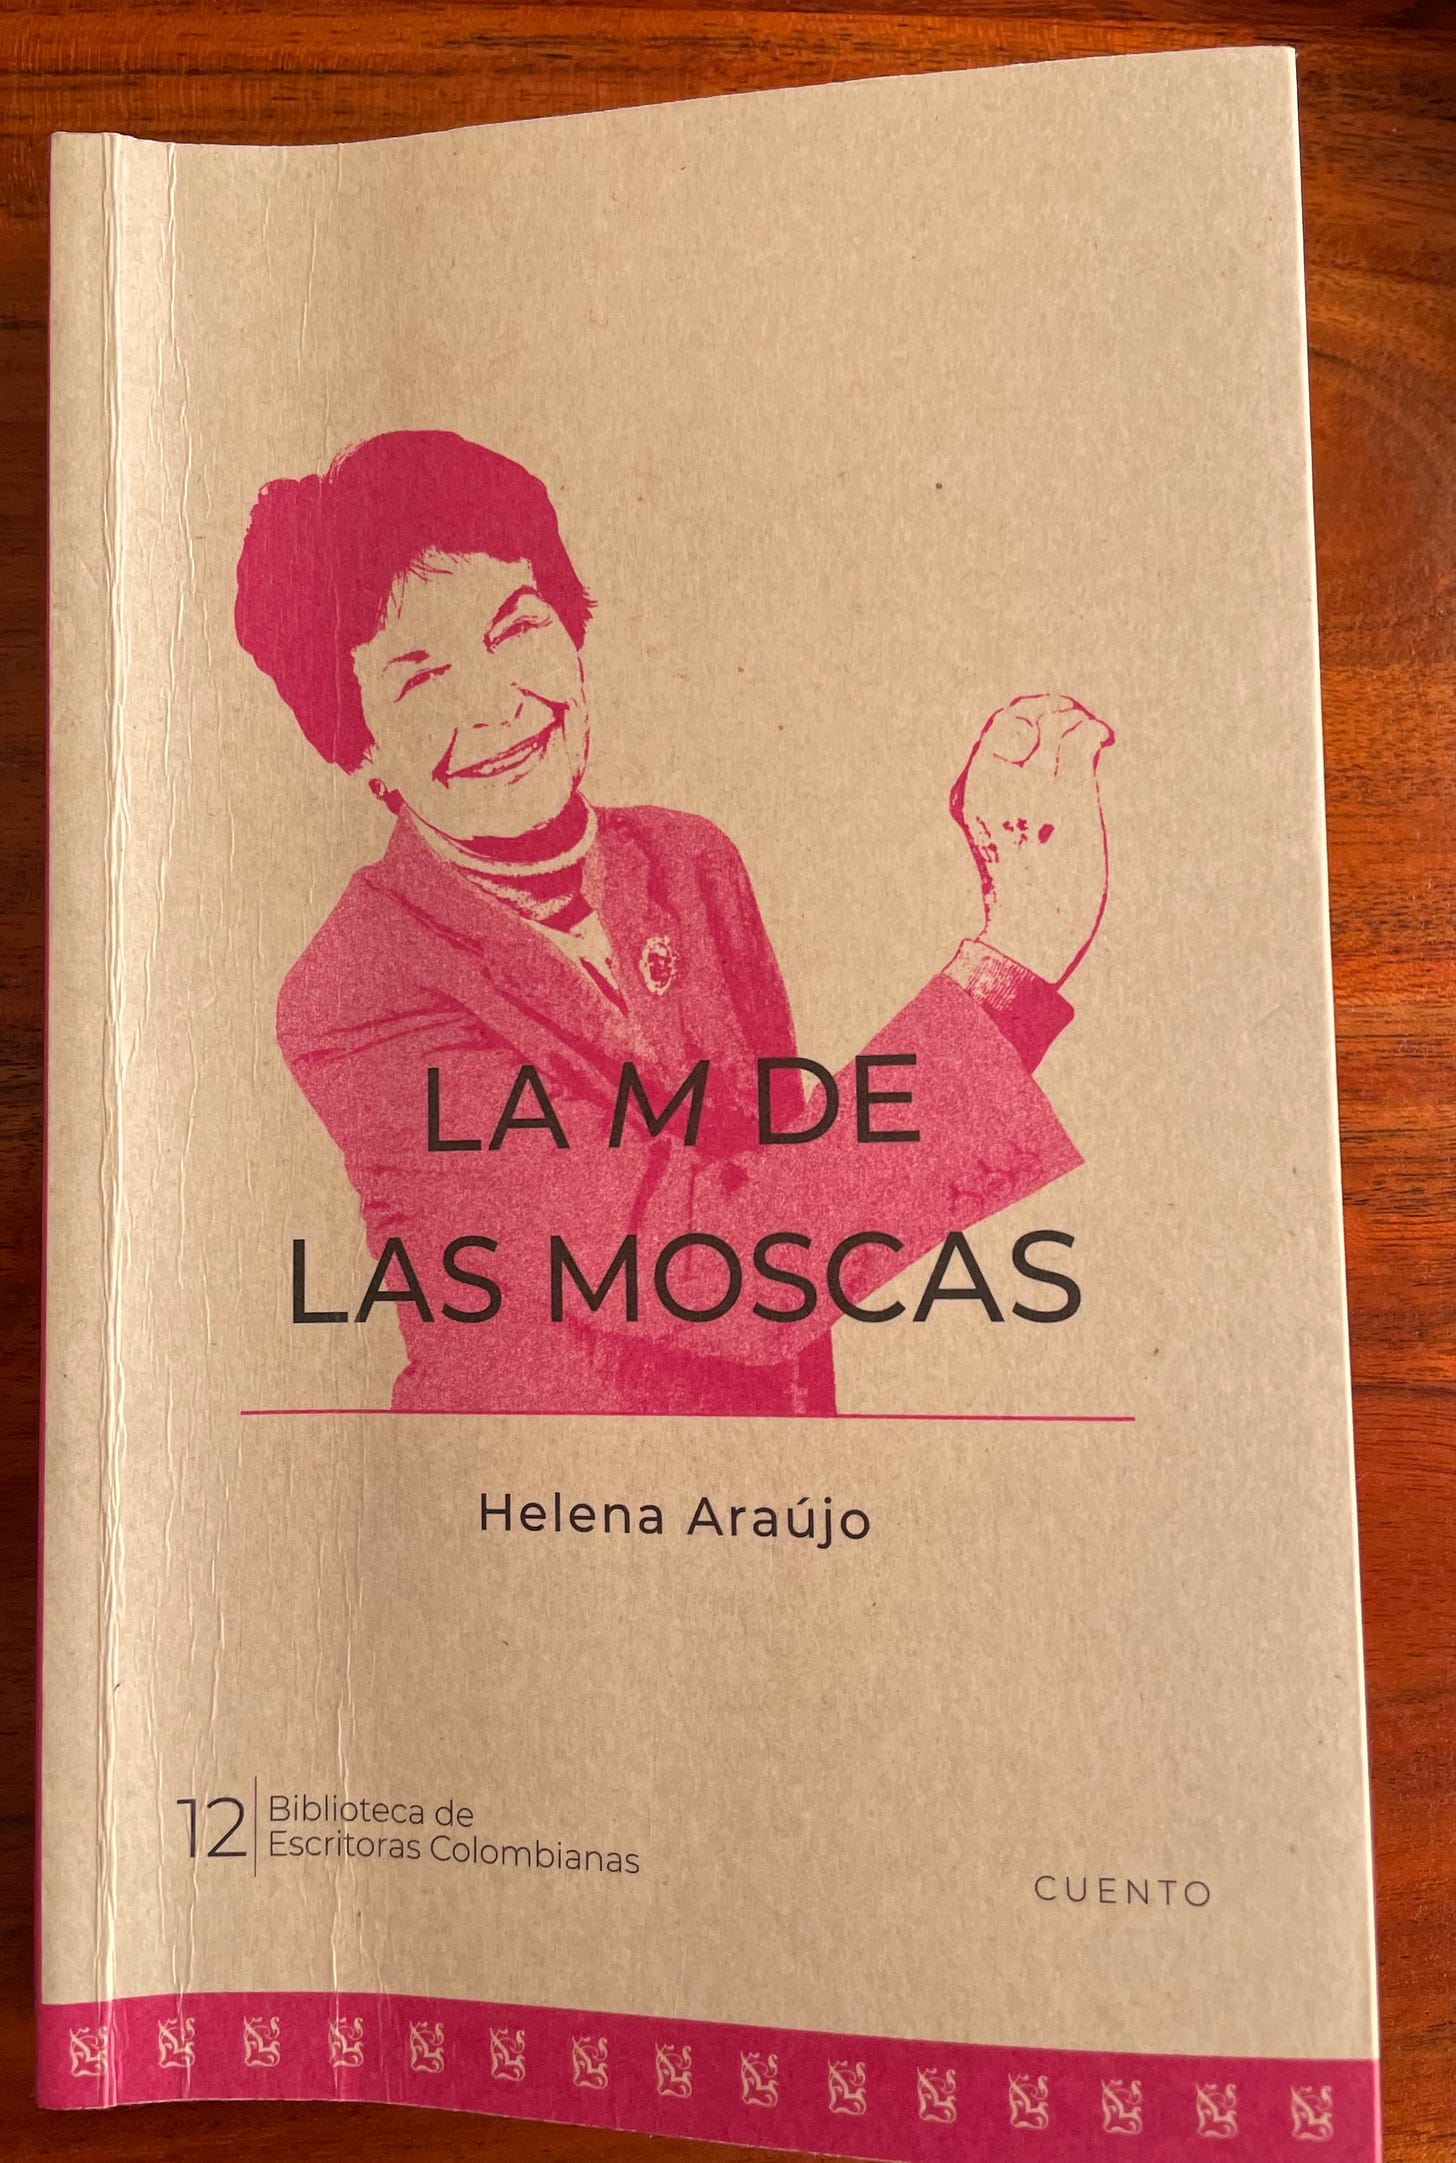 LA M DE
LAS MOSCAS
Helena Araújo
12
Biblioteca de
Escritoras Colombianas
CUENTO